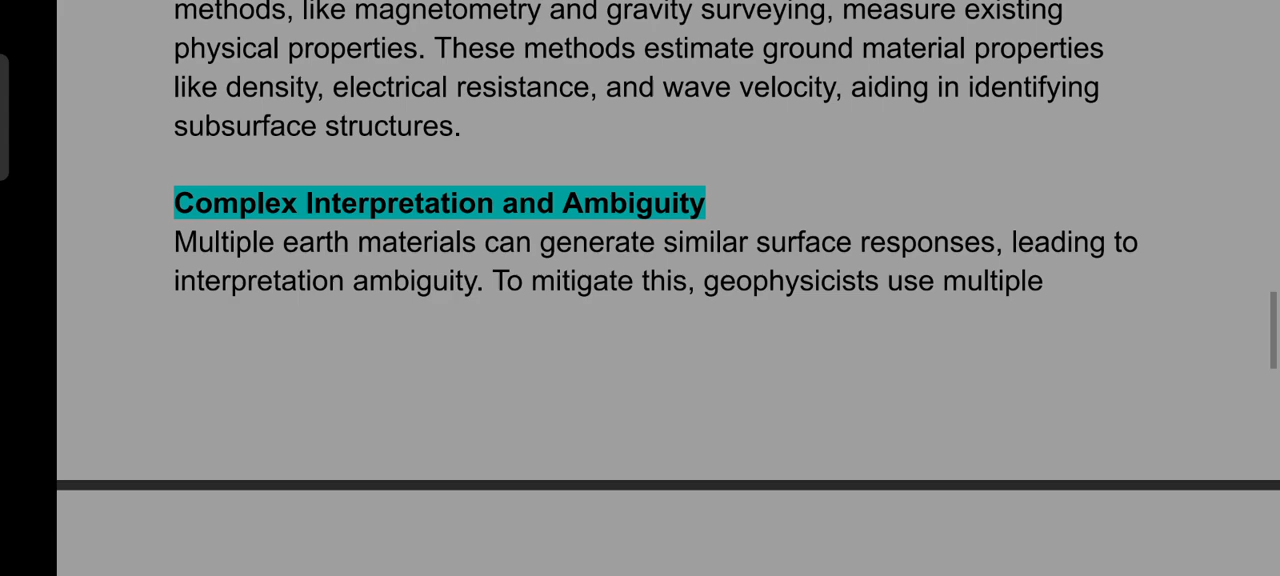 methods, like magnetometry and gravity surveying, measure existing
physical properties. These methods estimate ground material properties
like density, electrical resistance, and wave velocity, aiding in identifying
subsurface structures.
Complex Interpretation and Ambiguity
Multiple earth materials can generate similar surface responses, leading to
interpretation ambiguity. To mitigate this, geophysicists use multiple